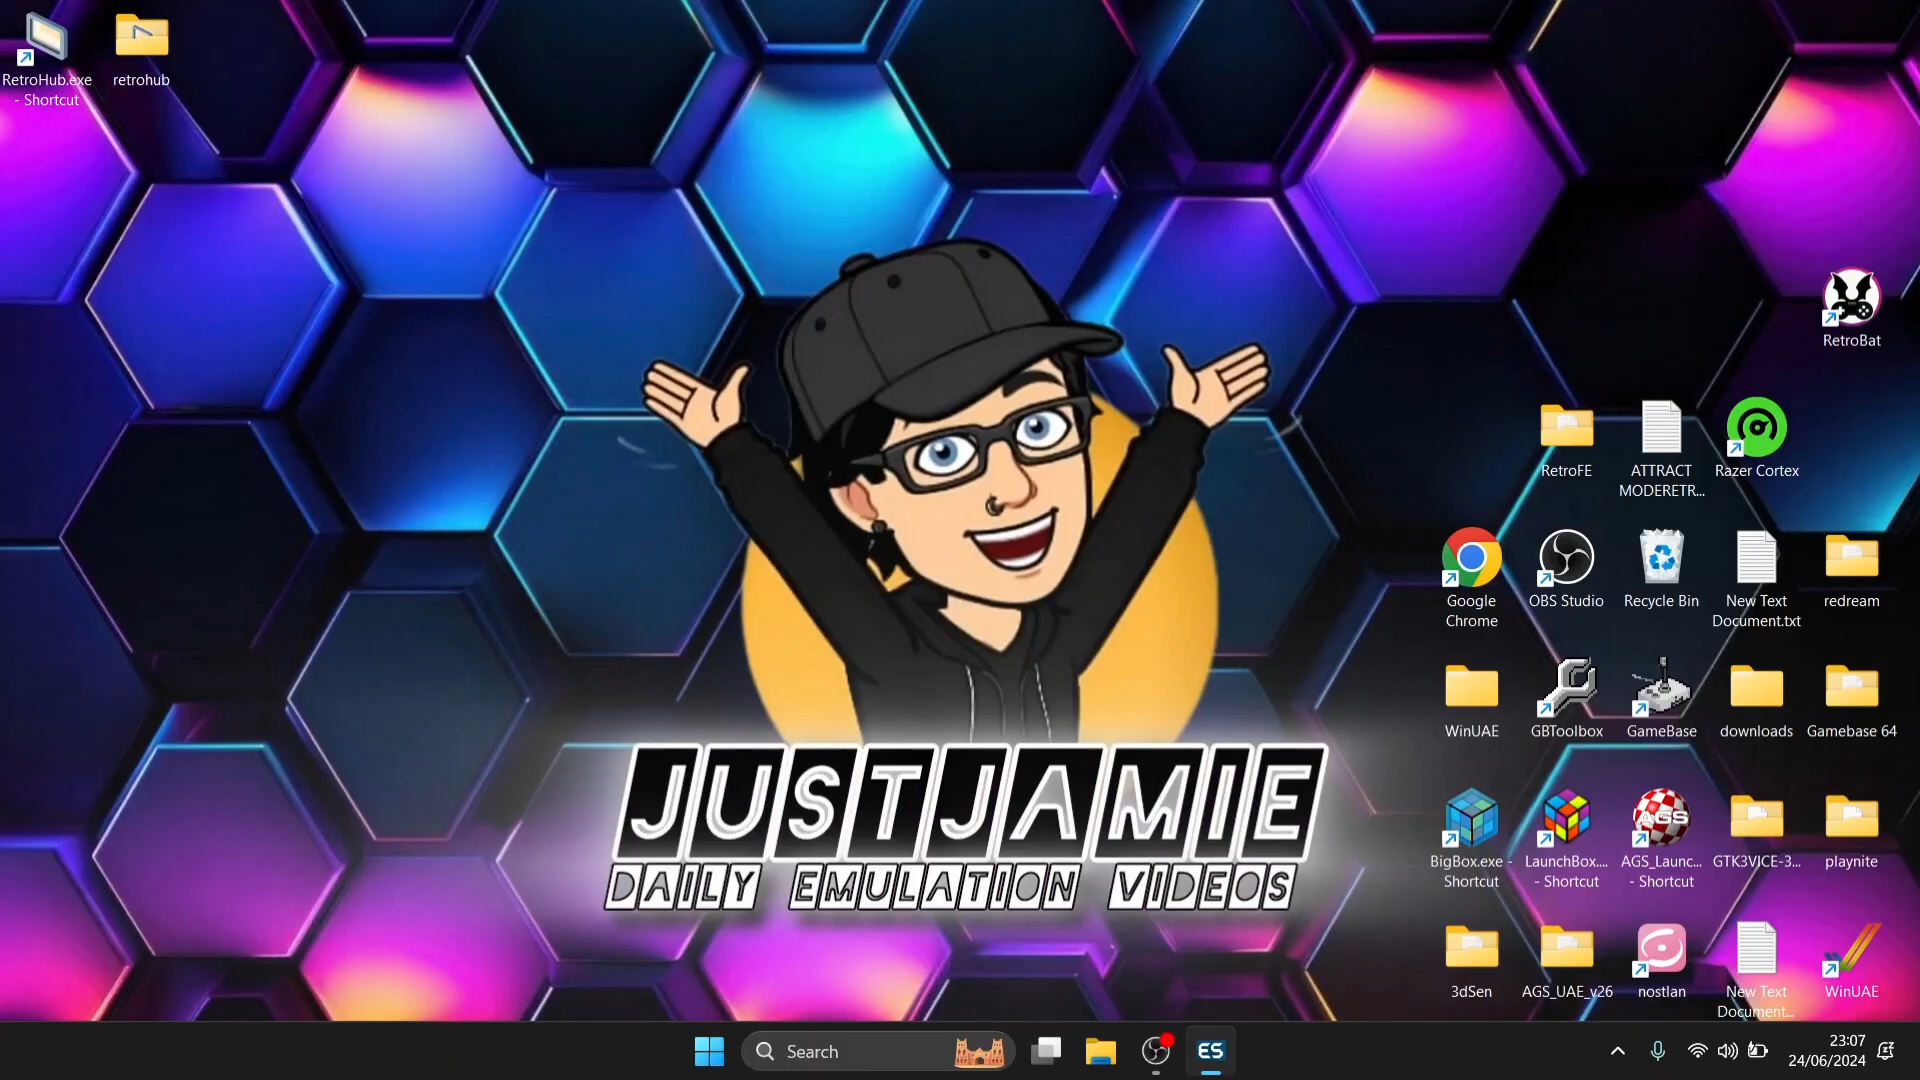 RetroHub.exe
- Shortcut
retrohub
RetroBat
RetroFE
ATTRACT
MODERETR...
Razer Cortex
Google
Chrome
OBS Studio
Recycle Bin
New Text
Document.txt
redream
WinUAE
GBToolbox
GameBase
downloads
Gamebase 64
JUSTJAMIE
DAILY EMULATION VIDEOS
AGS
BigBox.exe -
Shortcut
LaunchBox....
- Shortcut
AGS_Launc...
- Shortcut
GTK3VICE-3...
playnite
3dSen
AGS_UAE_v26
nostlan
New Text
Document...
WinUAE
Search
ES
23:07
24/06/2024